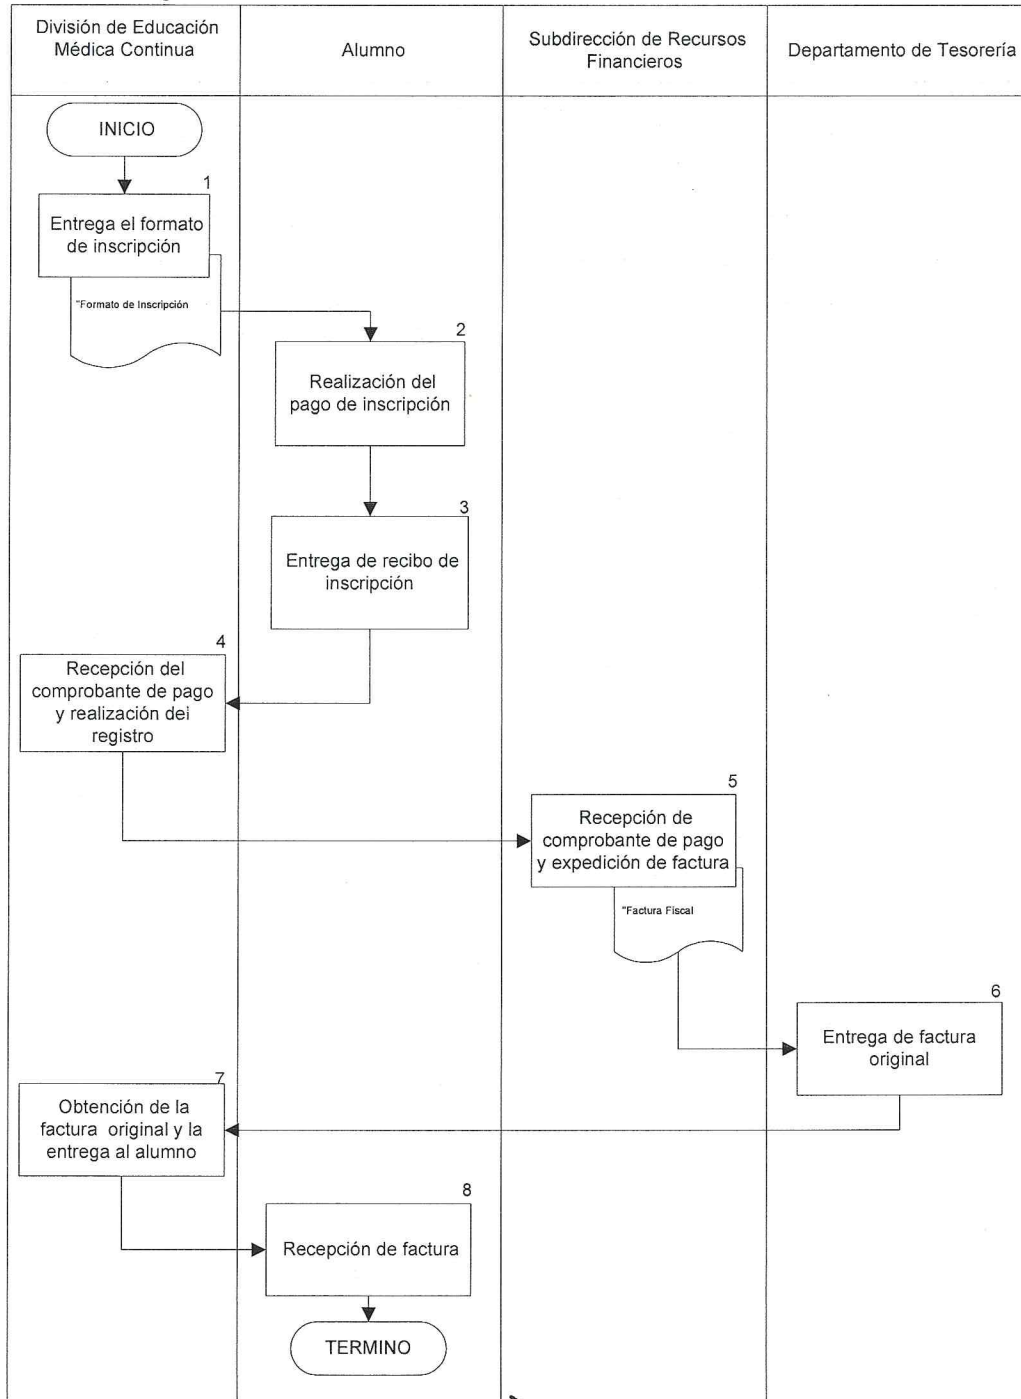 División de Educación
Médica Continua
Alumno
Subdirección de Recursos
Financieros
Departamento de Tesorería
INICIO
1
Entrega el formato
de inscripción
"Formato de Inscripción
2
Realización del
pago de inscripción
3
Entrega de recibo de
inscripción
4
Recepción del
comprobante de pago
y realización del
registro
5
Recepción de
comprobante de pago
y expedición de factura
"Factura Fiscal
6
Entrega de factura
original
7
Obtención de la
factura original y la
entrega al alumno
8
Recepción de factura
TERMINO